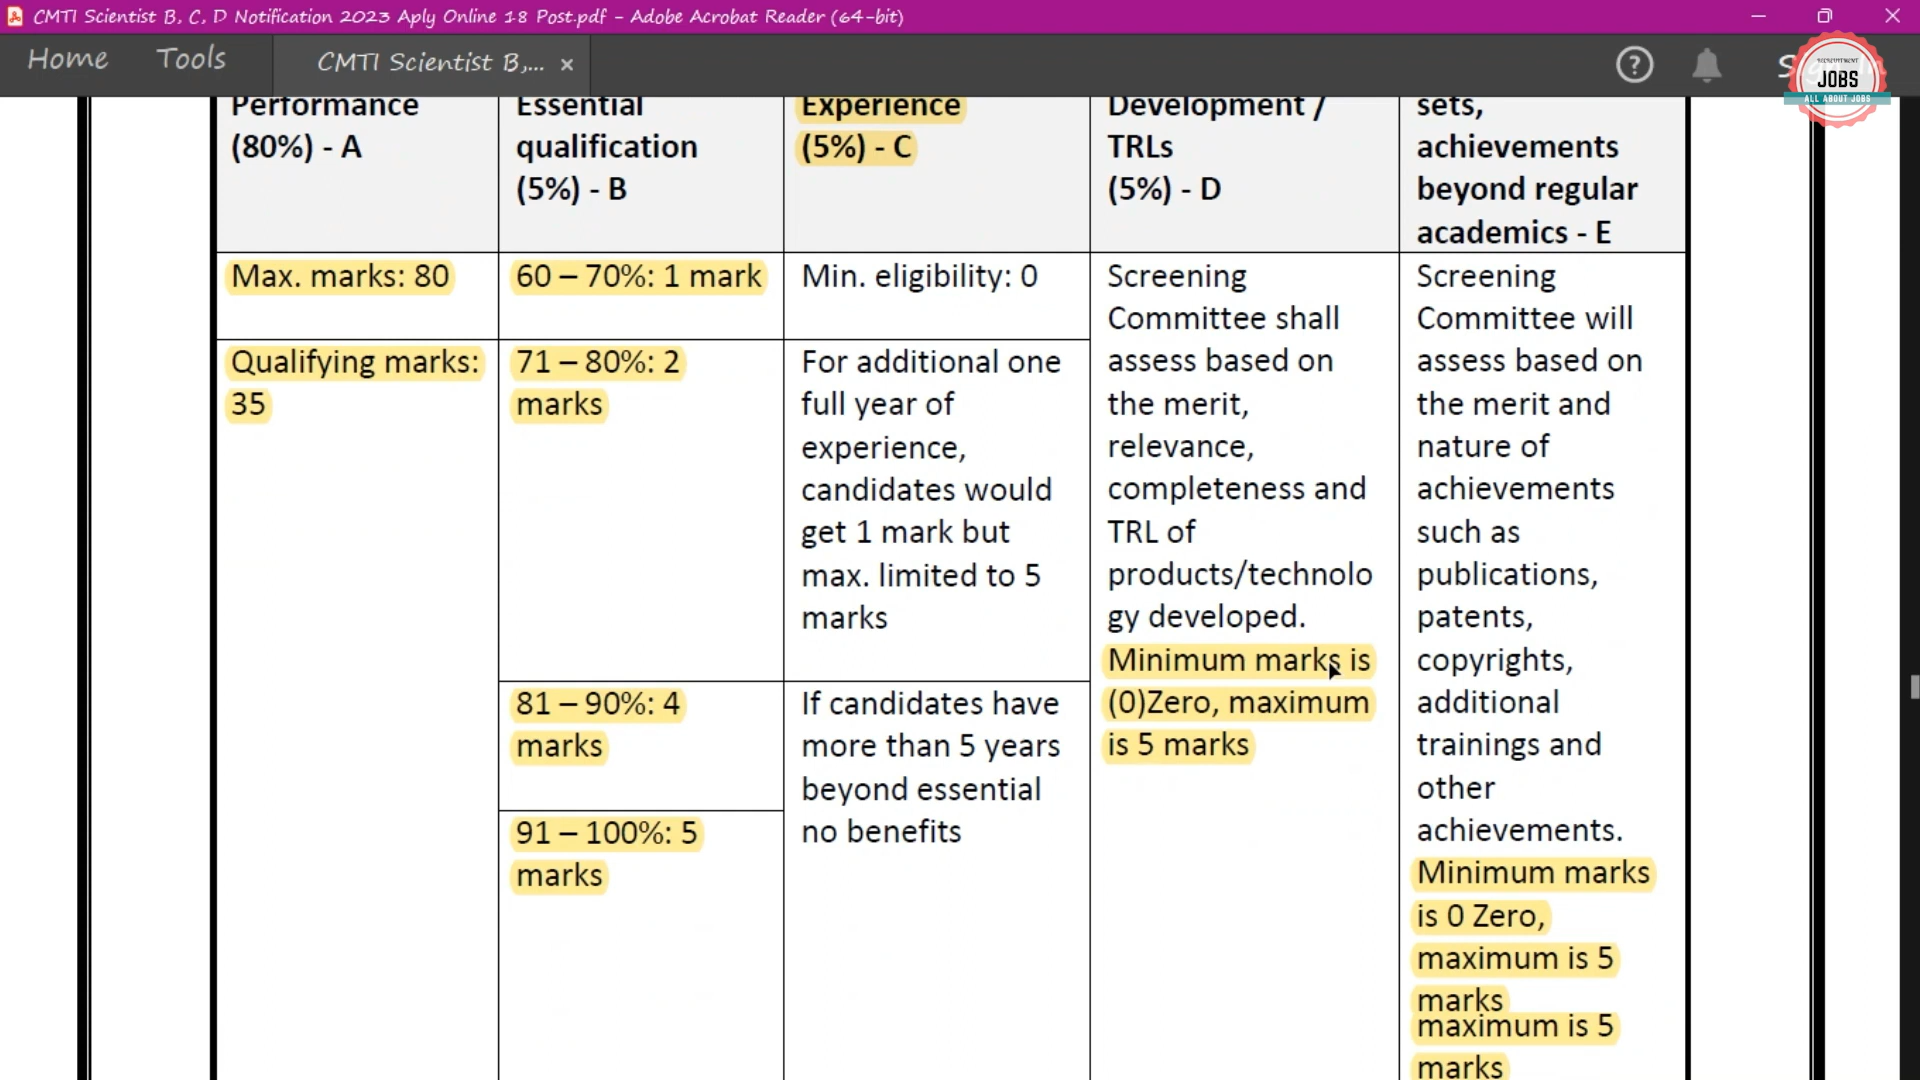 CMTI Scientist B, C, D Notification 2023 Aply Online 18 Post.pdf - Adobe Acrobat Reader (64-bit)
Home
Tools
CMTI Scientist B,... ×
?
RECRUITMENT
JOBS
ALL ABOUT JOBS
Performance
(80%) - A
Essential
qualification
(5%) - B
Experience
(5%) - C
Development /
TRLs
(5%) - D
sets,
achievements
beyond regular
academics - E
Max. marks: 80
60 – 70%: 1 mark
Min. eligibility: 0
Screening
Committee shall
assess based on
the merit,
relevance,
completeness and
TRL of
products/technolo
gy developed.
Minimum marks is
(0)Zero, maximum
is 5 marks
Screening
Committee will
assess based on
the merit and
nature of
achievements
such as
publications,
patents,
copyrights,
additional
trainings and
other
achievements.
Minimum marks
is 0 Zero,
maximum is 5
marks
maximum is 5
marks
Qualifying marks:
35
71 – 80%: 2
marks
For additional one
full year of
experience,
candidates would
get 1 mark but
max. limited to 5
marks
81 – 90%: 4
marks
If candidates have
more than 5 years
beyond essential
no benefits
91 – 100%: 5
marks